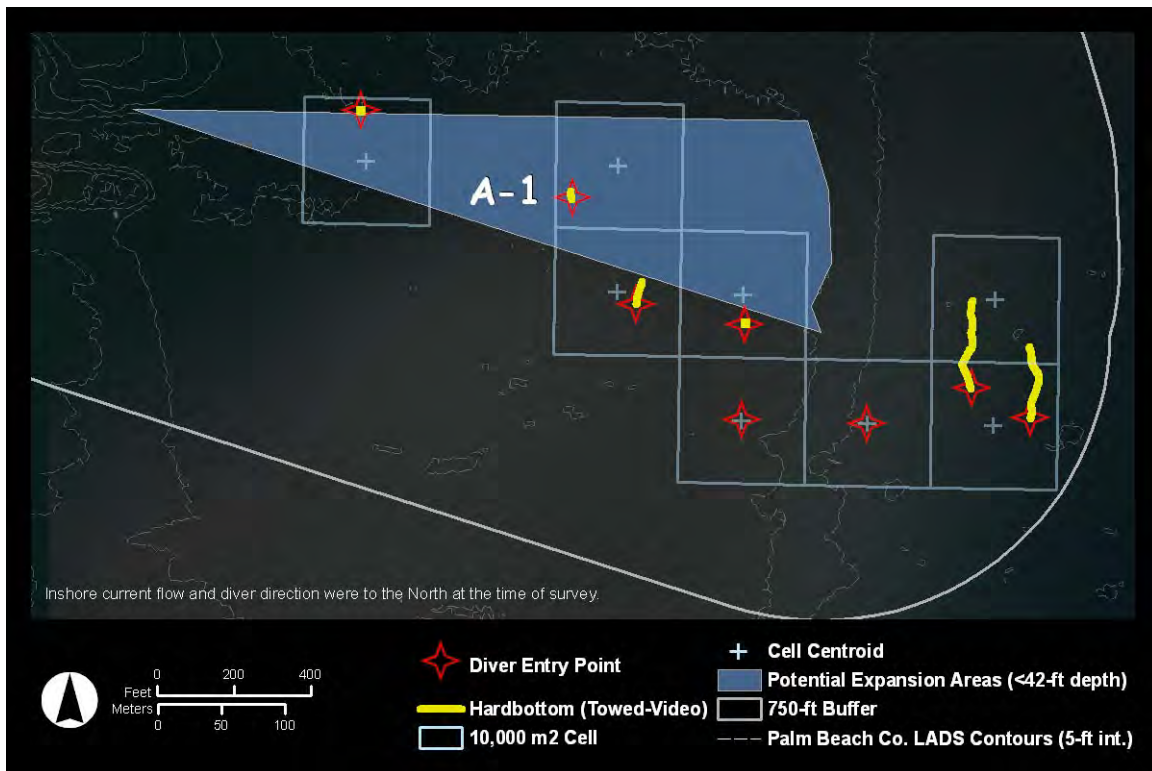 A-1
Inshore current flow and diver direction were to the North at the time of survey.
0 200 400
Feet
Meters
0 50 100
Diver Entry Point
Hardbottom (Towed-Video)
10,000 m2 Cell
Cell Centroid
Potential Expansion Areas (<42-ft depth)
750-ft Buffer
Palm Beach Co. LADS Contours (5-ft int.)